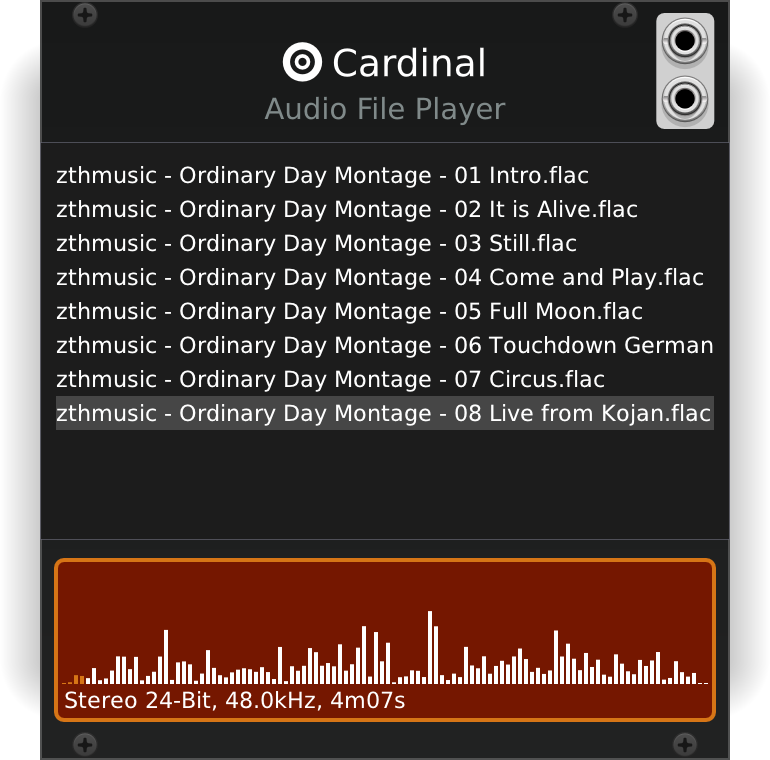 Cardinal
Audio File Player
zthmusic - Ordinary Day Montage - 01 Intro.flac
zthmusic - Ordinary Day Montage - 02 It is Alive.flac
zthmusic - Ordinary Day Montage - 03 Still.flac
zthmusic - Ordinary Day Montage - 04 Come and Play.flac
zthmusic - Ordinary Day Montage - 05 Full Moon.flac
zthmusic - Ordinary Day Montage - 06 Touchdown German
zthmusic - Ordinary Day Montage - 07 Circus.flac
zthmusic - Ordinary Day Montage - 08 Live from Kojan.flac
Stereo 24-Bit, 48.0kHz, 4m07s